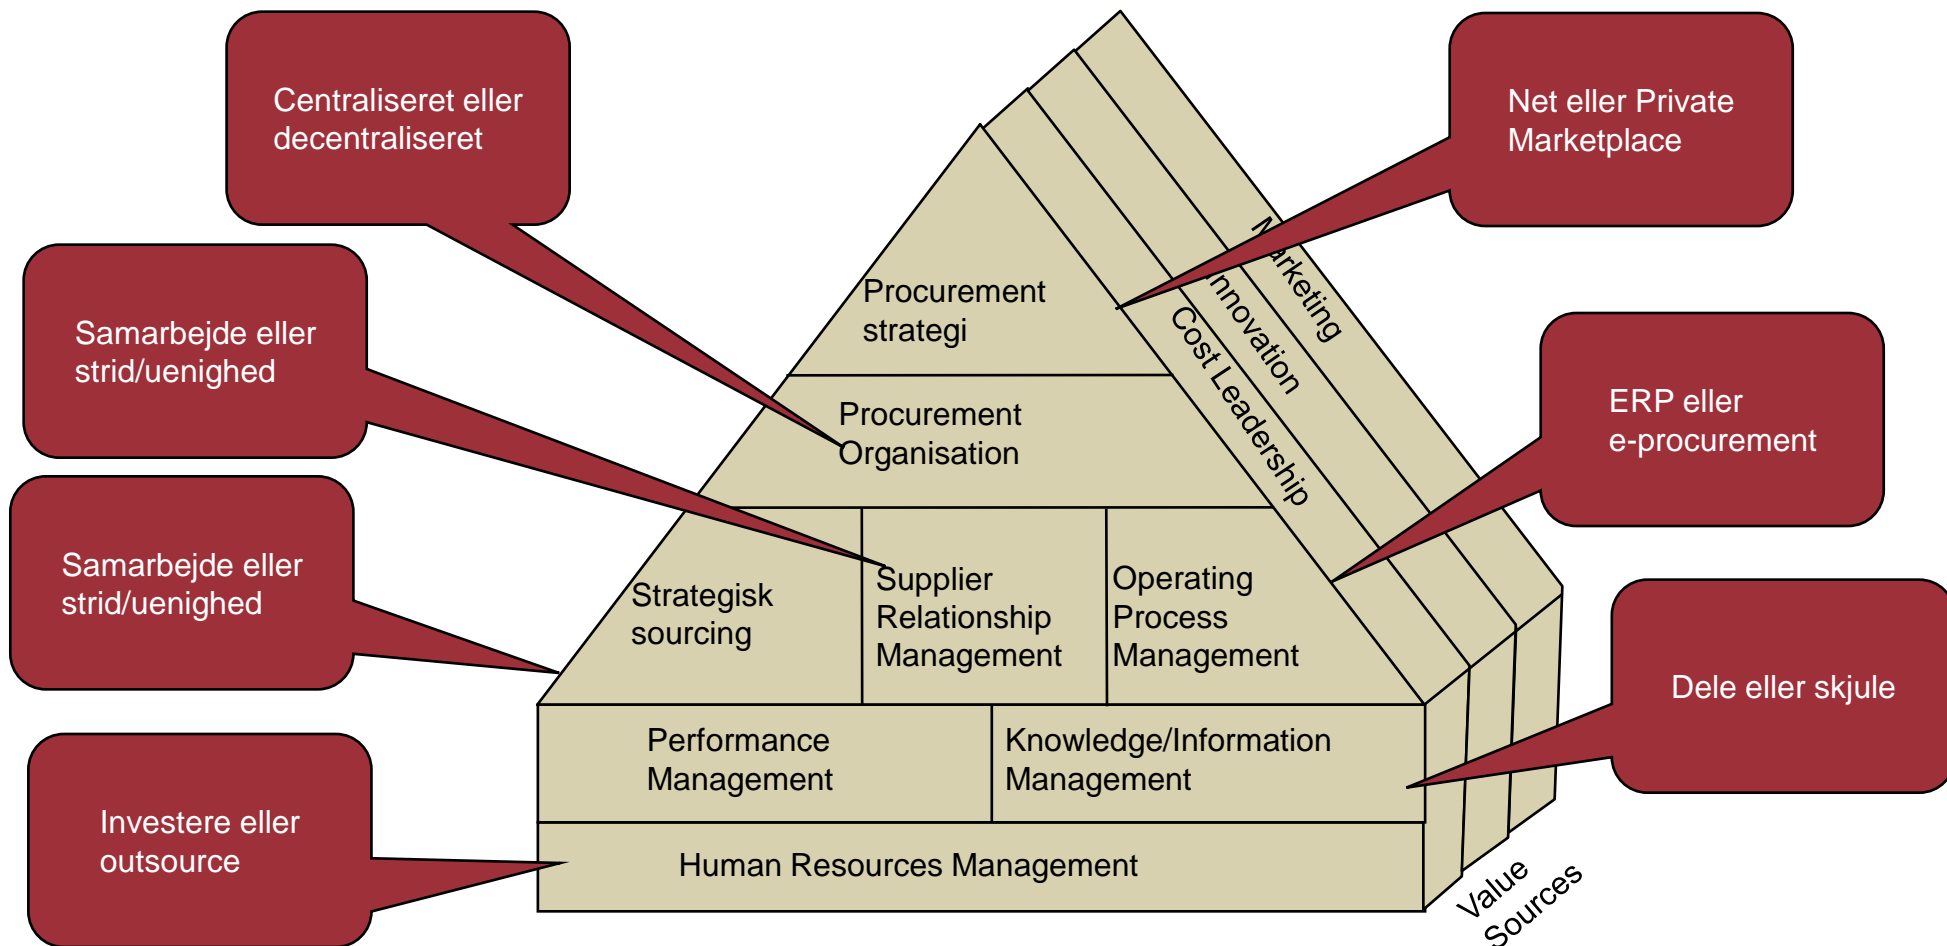 Centraliseret eller
decentraliseret
Net eller Private
Marketplace
Samarbejde eller
strid/uenighed
ERP eller
e-procurement
Samarbejde eller
strid/uenighed
Dele eller skjule
Investere eller
outsource
Procurement
strategi
Procurement
Organisation
Strategisk
sourcing
Supplier
Relationship
Management
Operating
Process
Management
Performance
Management
Knowledge/Information
Management
Human Resources Management
Marketing
Innovation
Cost Leadership
Value
Sources